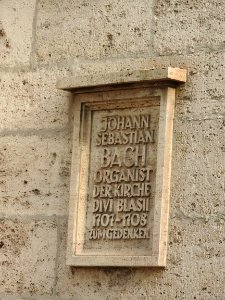 JOHANN
SEBASTIAN
BACH
ORGANIST
DER KIRCHE
DIVI BLASII
1707-1708
ZUM GEDENKEN